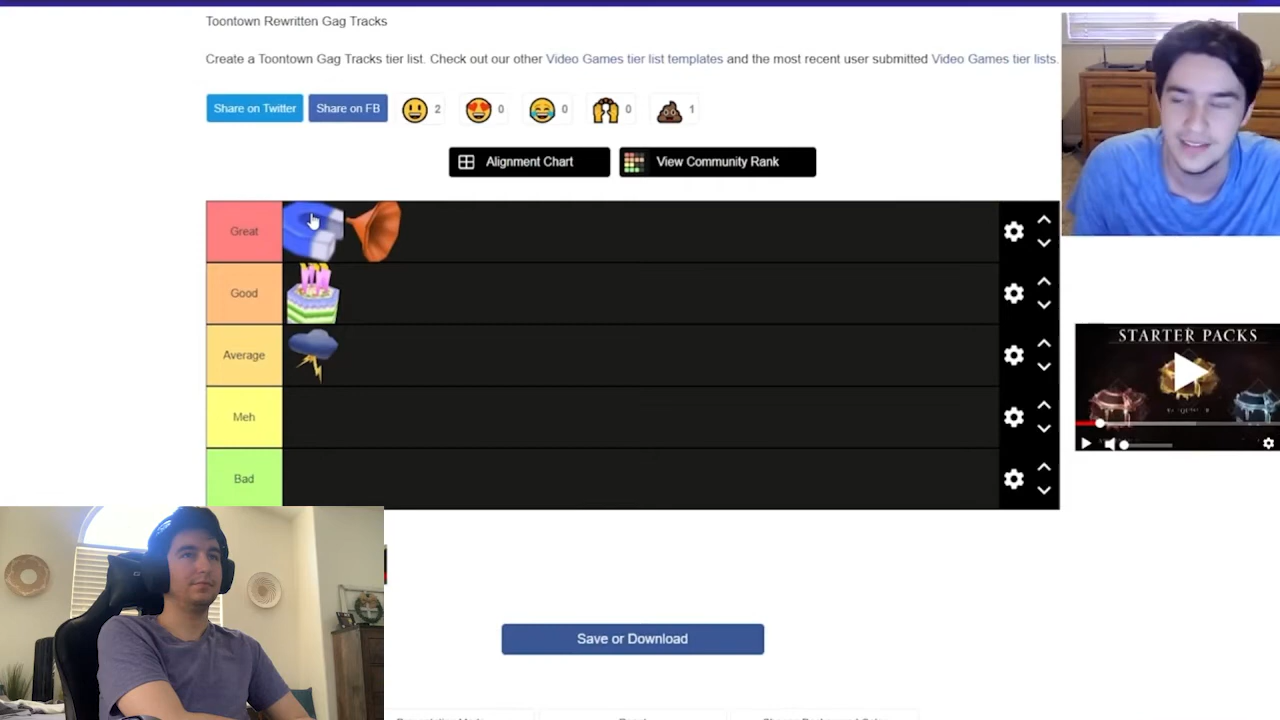 Toontown Rewritten Gag Tracks
Create a Toontown Gag Tracks tier list. Check out our other Video Games tier list templates and the most recent user submitted Video Games tier lists.
Share on Twitter
Share on FB
2
0
0
0
1
Alignment Chart
View Community Rank
Great
Good
Average
Meh
Bad
STARTER PACKS
Save or Download